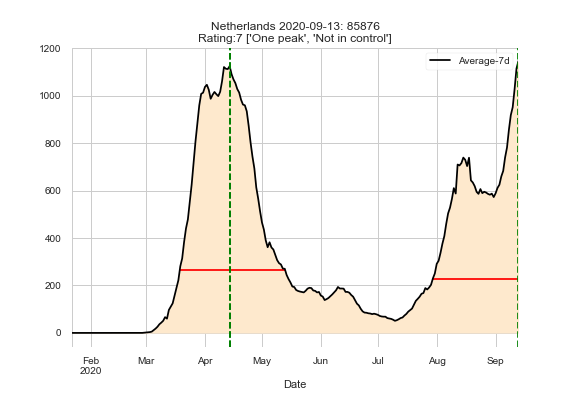 Netherlands 2020-09-13: 85876
Rating:7 ['One peak', 'Not in control']
Average-7d
1200
1000
800
600
400
200
0
Feb
2020
Mar
Apr
May
Jun
Jul
Aug
Sep
Date